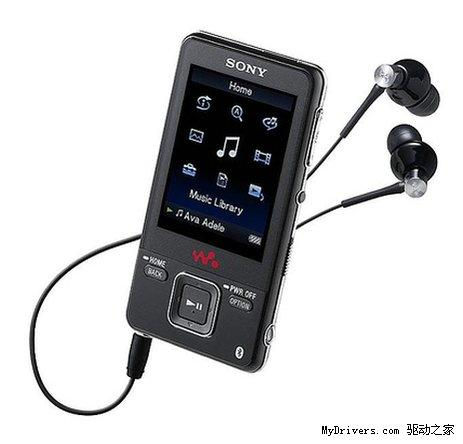 SONY
Home
Music Library
Ava Adele
HOME
BACK
PWR OFF
OPTION
MyDrivers.com 驱动之家